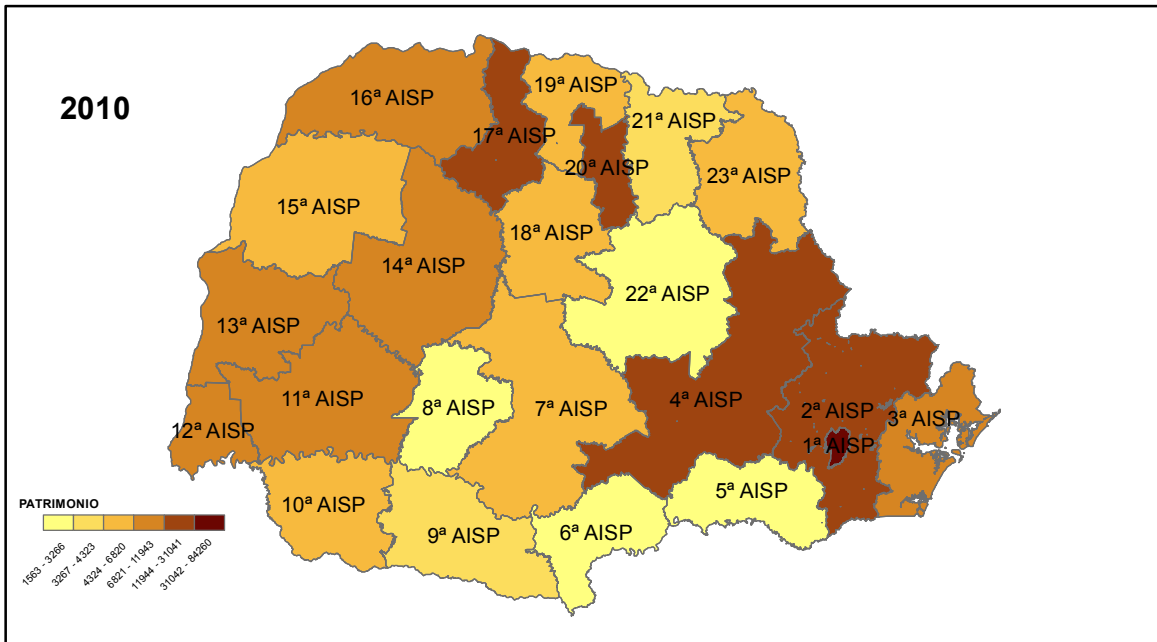 2010
19ª AISP
16ª AISP
21ª AISP
17ª AISP
20ª AISP
23ª AISP
15ª AISP
18ª AISP
14ª AISP
22ª AISP
13ª AISP
11ª AISP
8ª AISP
7ª AISP
4ª AISP
2ª AISP
3ª AISP
12ª AISP
1ª AISP
5ª AISP
10ª AISP
9ª AISP
6ª AISP
PATRIMONIO
1563 - 3266
3267 - 4323
4324 - 6820
6821 - 11943
11944 - 31041
31042 - 84260